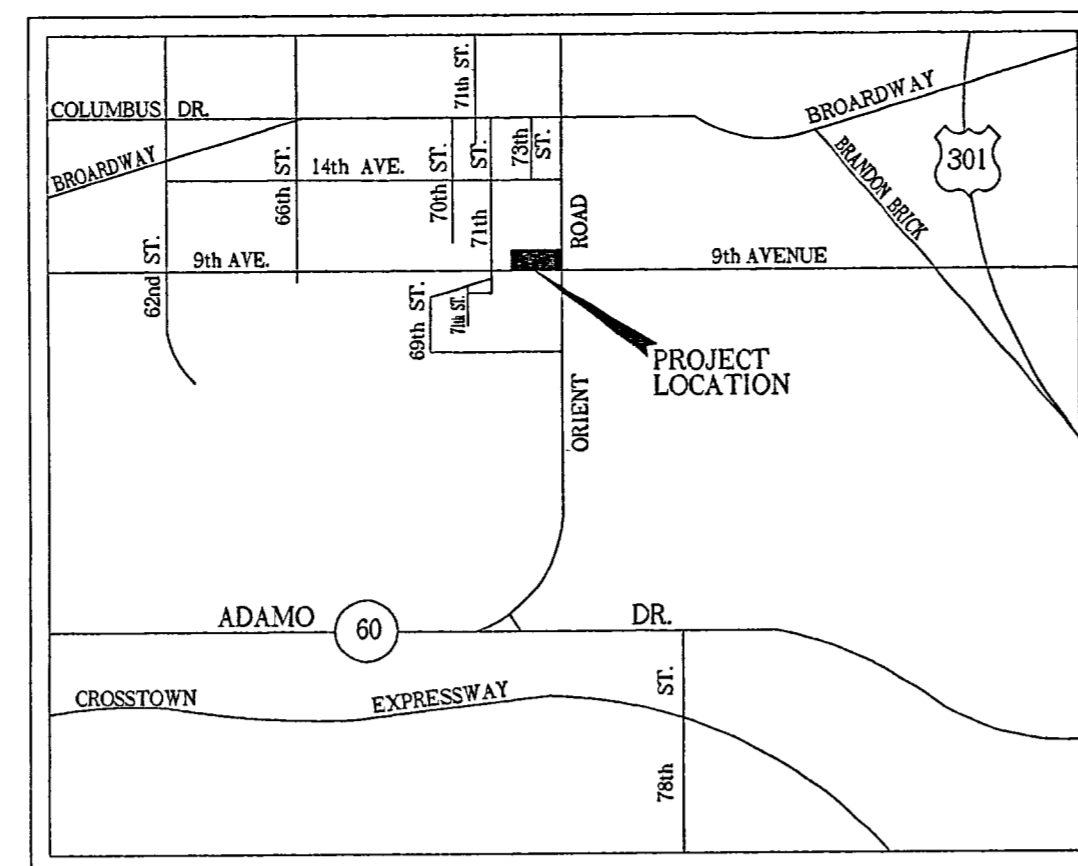 71th ST.
COLUMBUS DR.
BROARDWAY
BROARDWAY
BRANDON BRICK
301
66th ST.
14th AVE.
70th ST.
71th ST.
73th ST.
62nd ST.
9th AVE.
ROAD
9th AVENUE
69th ST.
71th ST.
PROJECT
LOCATION
ORIENT
ADAMO
60
DR.
CROSSTOWN
EXPRESSWAY
78th ST.